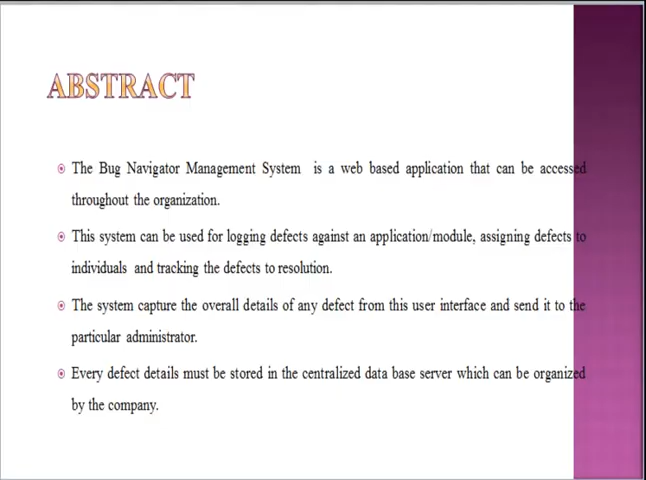 ABSTRACT
The Bug Navigator Management System is a web based application that can be accessed
throughout the organization.
This system can be used for logging defects against an application/module, assigning defects to
individuals and tracking the defects to resolution.
The system capture the overall details of any defect from this user interface and send it to the
particular administrator.
Every defect details must be stored in the centralized data base server which can be organized
by the company.